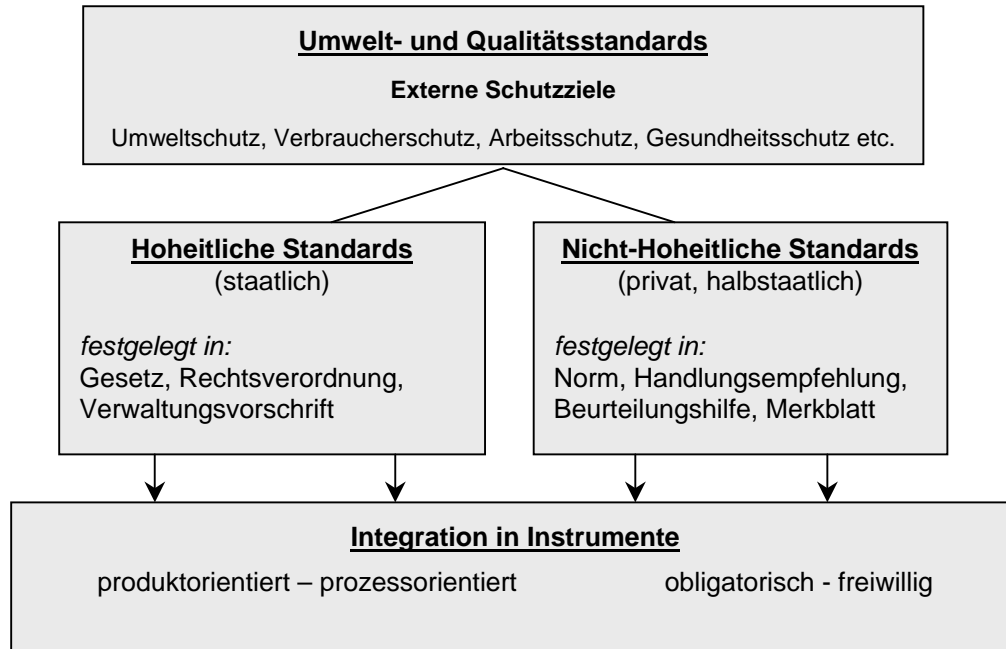 Umwelt- und Qualitätsstandards
Externe Schutzziele
Umweltschutz, Verbraucherschutz, Arbeitsschutz, Gesundheitsschutz etc.
Hoheitliche Standards
(staatlich)
festgelegt in:
Gesetz, Rechtsverordnung,
Verwaltungsvorschrift
Nicht-Hoheitliche Standards
(privat, halbstaatlich)
festgelegt in:
Norm, Handlungsempfehlung,
Beurteilungshilfe, Merkblatt
Integration in Instrumente
produktorientiert – prozessorientiert obligatorisch - freiwillig